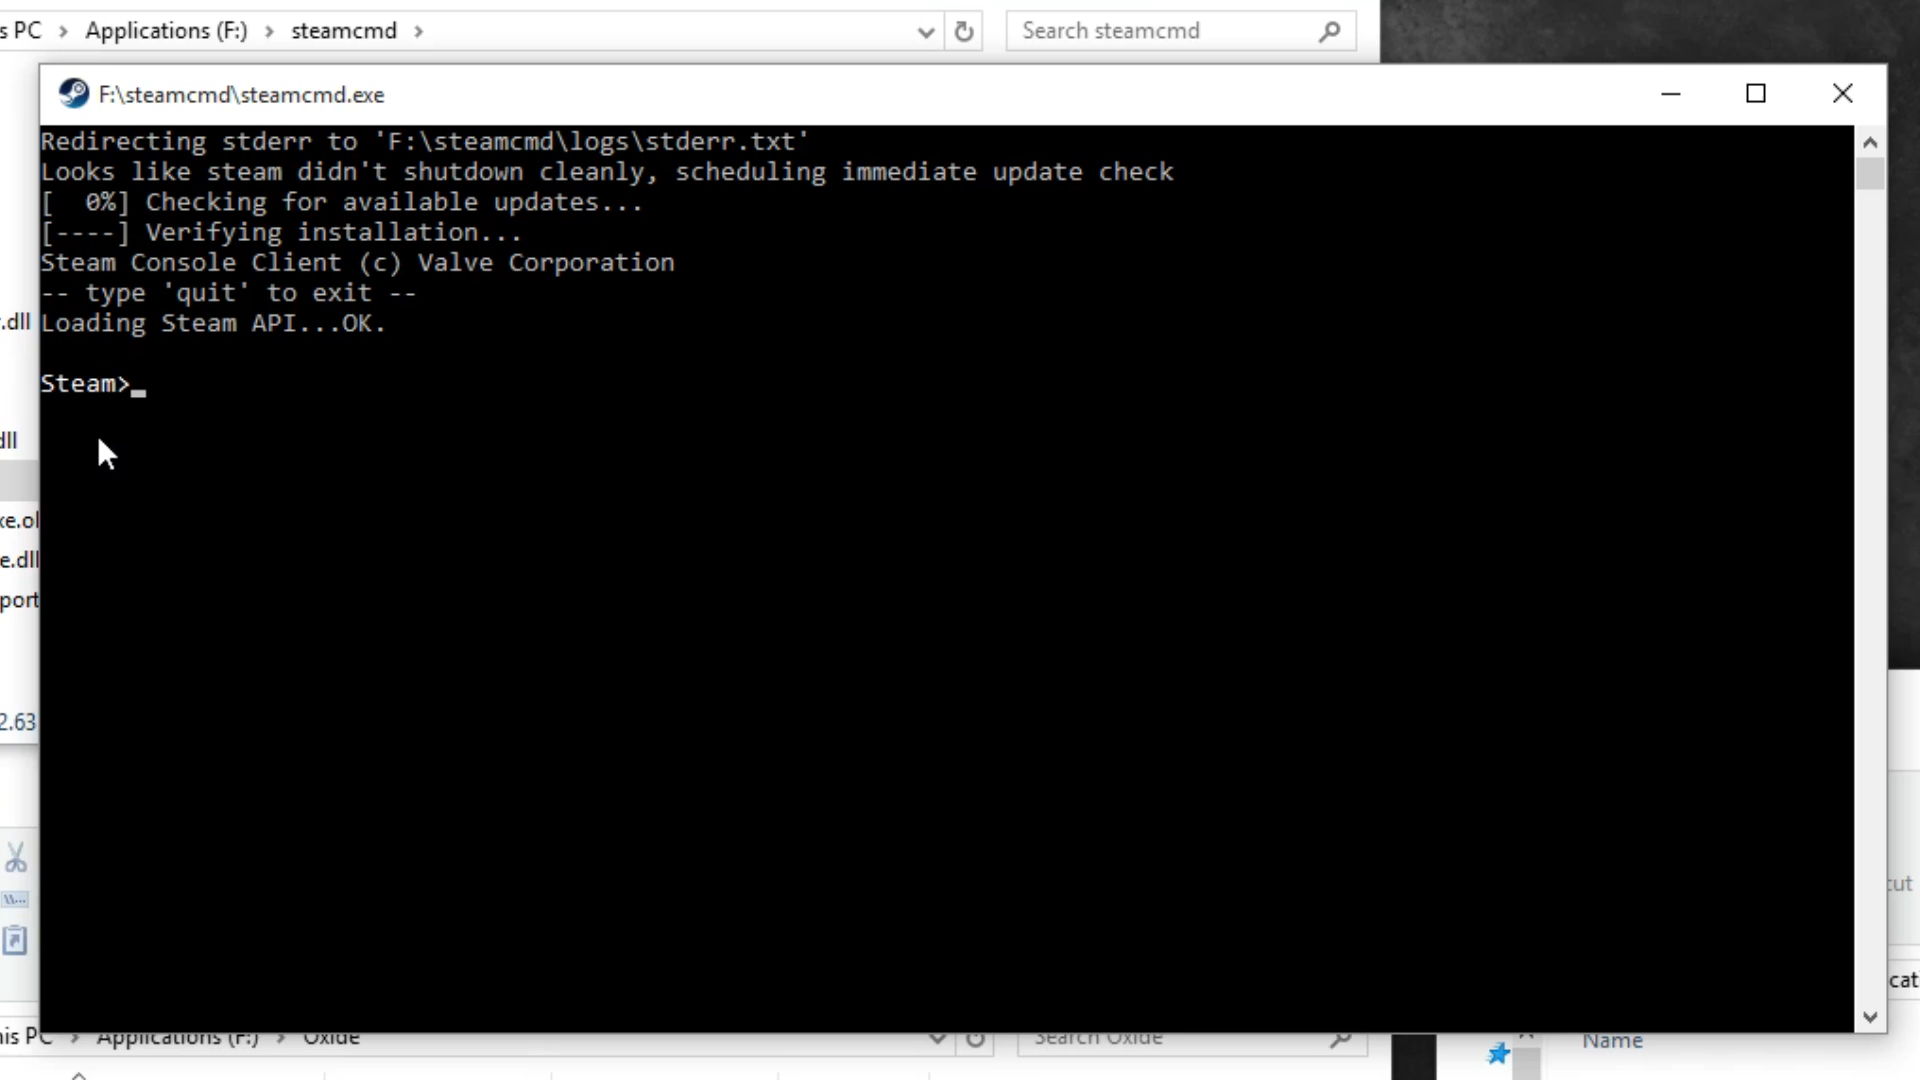 s PC > Applications (F:) > steamcmd >
Search steamcmd
F:\steamcmd\steamcmd.exe
Redirecting stderr to 'F:\steamcmd\logs\stderr.txt'
Looks like steam didn't shutdown cleanly, scheduling immediate update check
[  0%] Checking for available updates...
[----] Verifying installation...
Steam Console Client (c) Valve Corporation
-- type 'quit' to exit --
.dll
Loading Steam API...OK.
Steam>_
dll
xe.ol
e.dll
port
2.63
cut
cati
his PC > Applications (F:) > Oxide
Search Oxide
Name